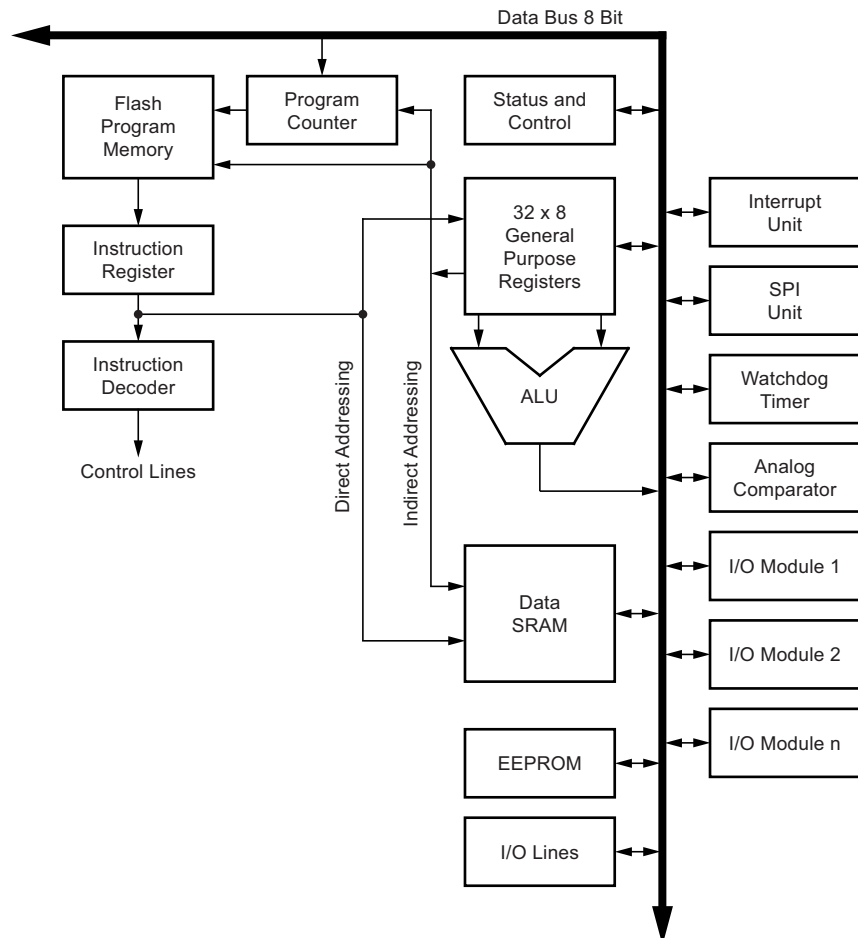 Data Bus 8 Bit
Flash
Program
Memory
Program
Counter
Status and
Control
Instruction
Register
32 x 8
General
Purpose
Registers
Interrupt
Unit
SPI
Unit
Instruction
Decoder
ALU
Watchdog
Timer
Control Lines
Direct Addressing
Indirect Addressing
Analog
Comparator
Data
SRAM
I/O Module 1
I/O Module 2
I/O Module n
EEPROM
I/O Lines